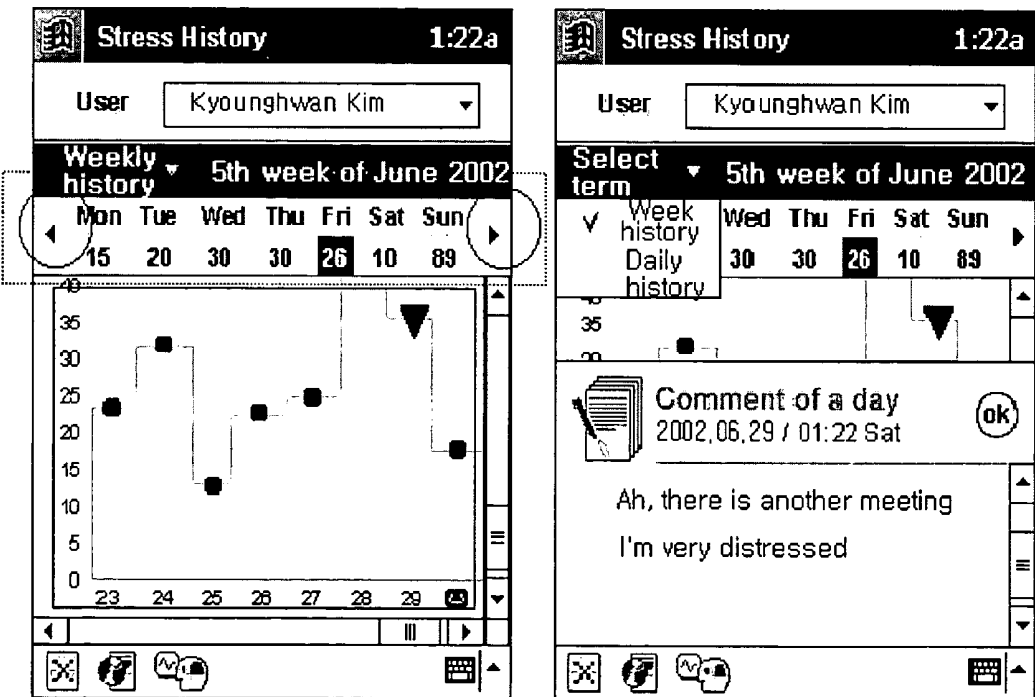 Stress History 1:22a
User Kyounghwan Kim
Weekly history 5th week of June 2002
Mon Tue Wed Thu Fri Sat Sun
15 20 30 30 26 10 89
40
35
30
25
20
15
10
5
0
23 24 25 26 27 28 29
Stress History 1:22a
User Kyounghwan Kim
Select term 5th week of June 2002
Week history
Daily history
Wed Thu Fri Sat Sun
30 30 26 10 89
35
Comment of a day
2002,06,29 / 01:22 Sat
ok
Ah, there is another meeting
I'm very distressed